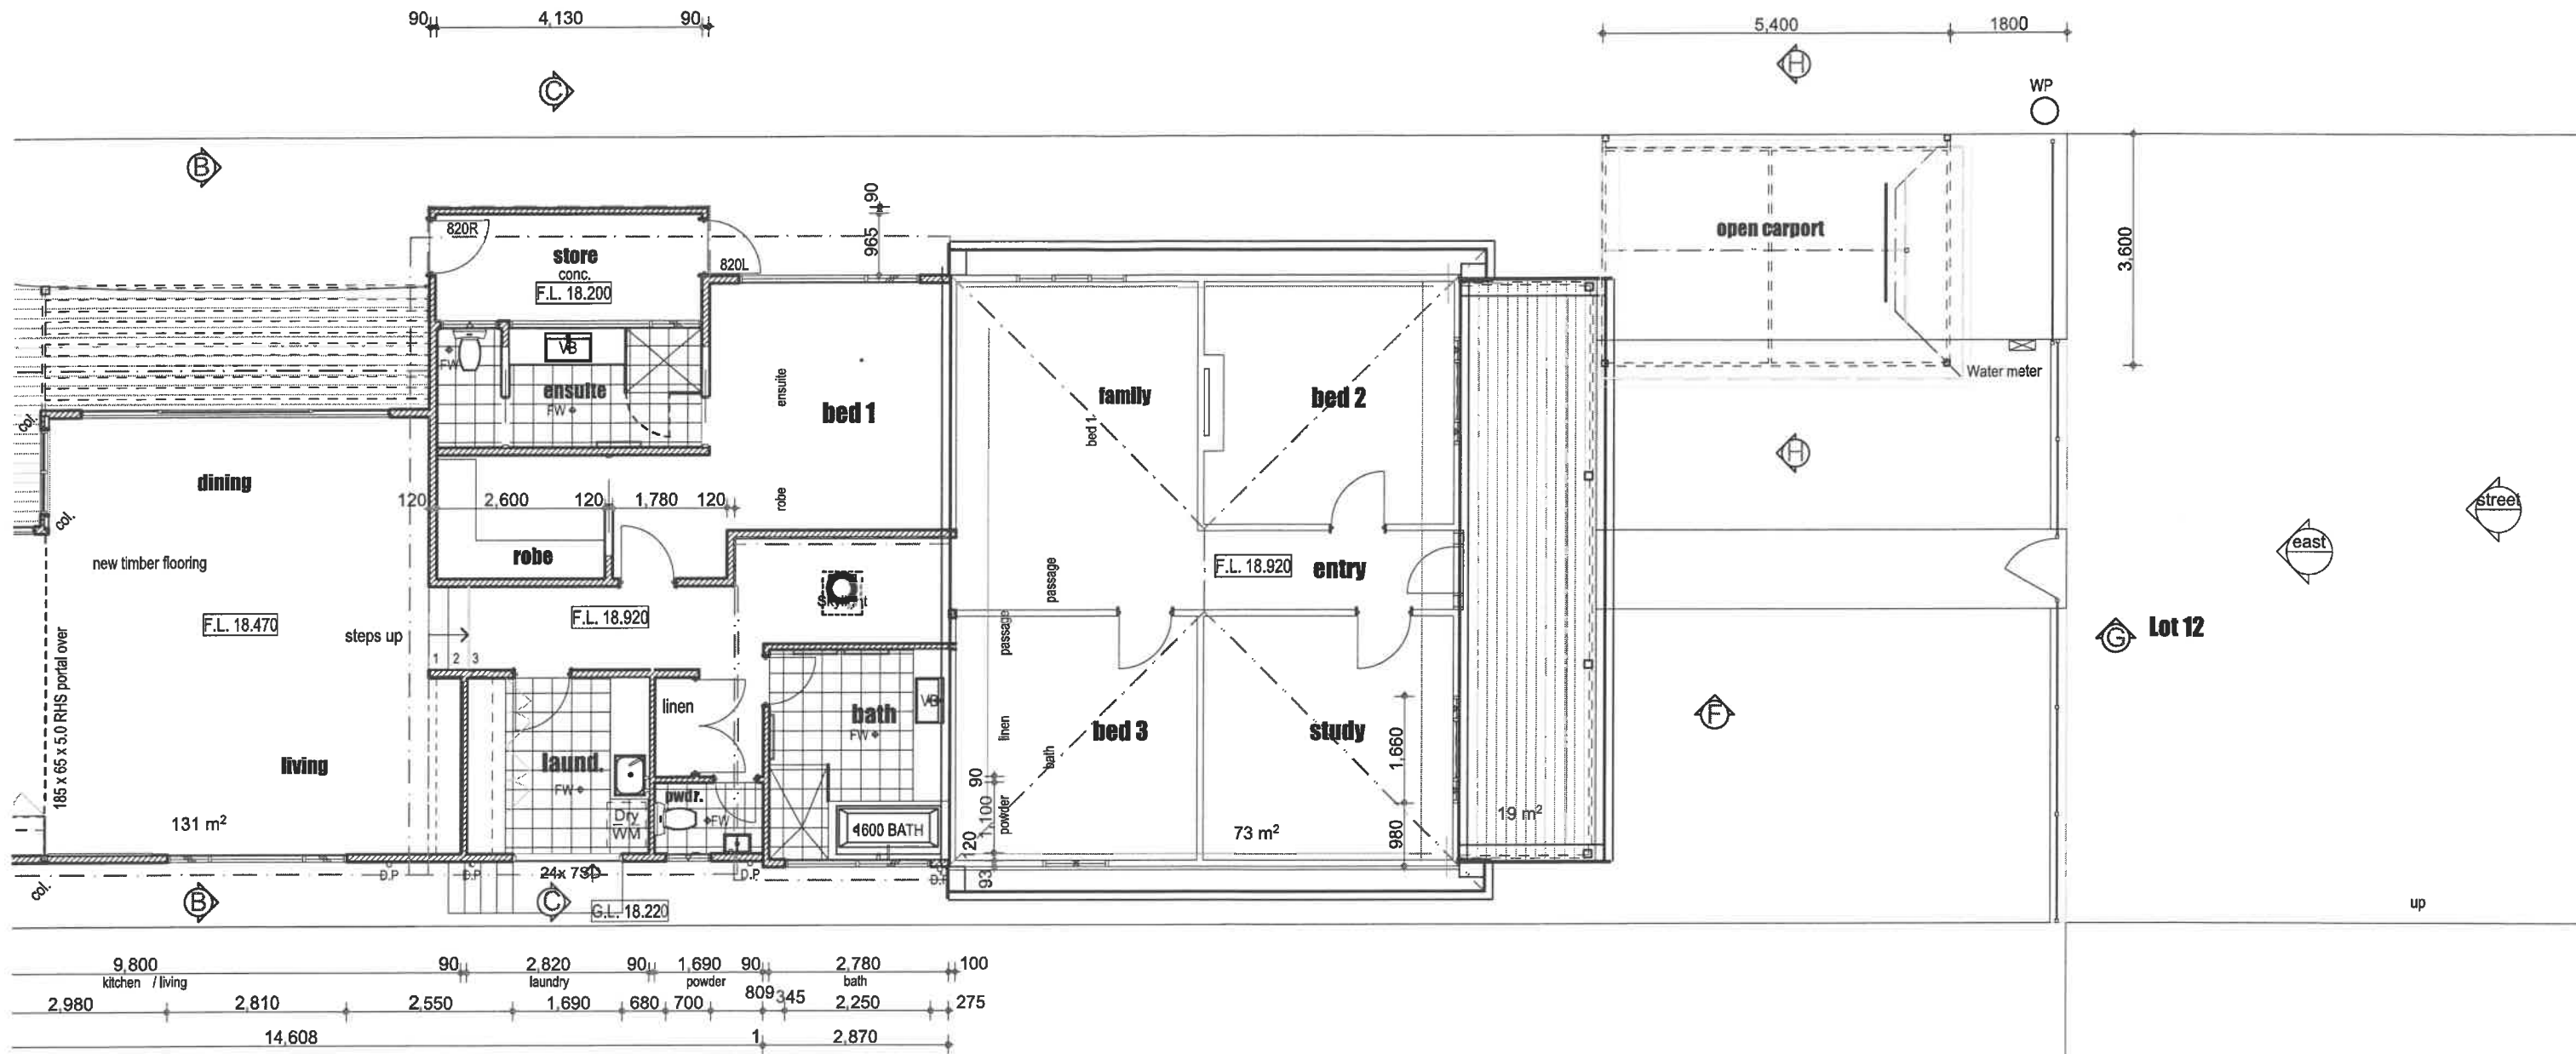 90 4,130 90
5,400 1800
H
C
WP
B
90
965
3,600
820R
store
conc.
F.L. 18.200
820L
open carport
VB
FW
ensuite
FW
ensuite
bed 1
family
bed 1
bed 2
Water meter
H
col.
dining
col.
120 2,600 120 1,780 120
robe
robe
street
east
new timber flooring
F.L. 18.470
steps up
1 2 3
F.L. 18.920
passage
passage
F.L. 18.920
entry
G
Lot 12
185 x 65 x 5.0 RHS portal over
linen
bath
VB
FW
linen
bath
bed 3
study
1,660
F
living
laund.
FW
Dry
WM
pwdr.
FW
1600 BATH
90
1,100
120
93
powder
980
131 m²
73 m²
19 m²
col.
D.P
D.P
D.P
B
C
G.L. 18.220
up
9,800 90 2,820 90 1,690 90 2,780 100
kitchen / living laundry powder bath
2,980 2,810 2,550 1,690 680 700 809 345 2,250 275
14,608 1 2,870